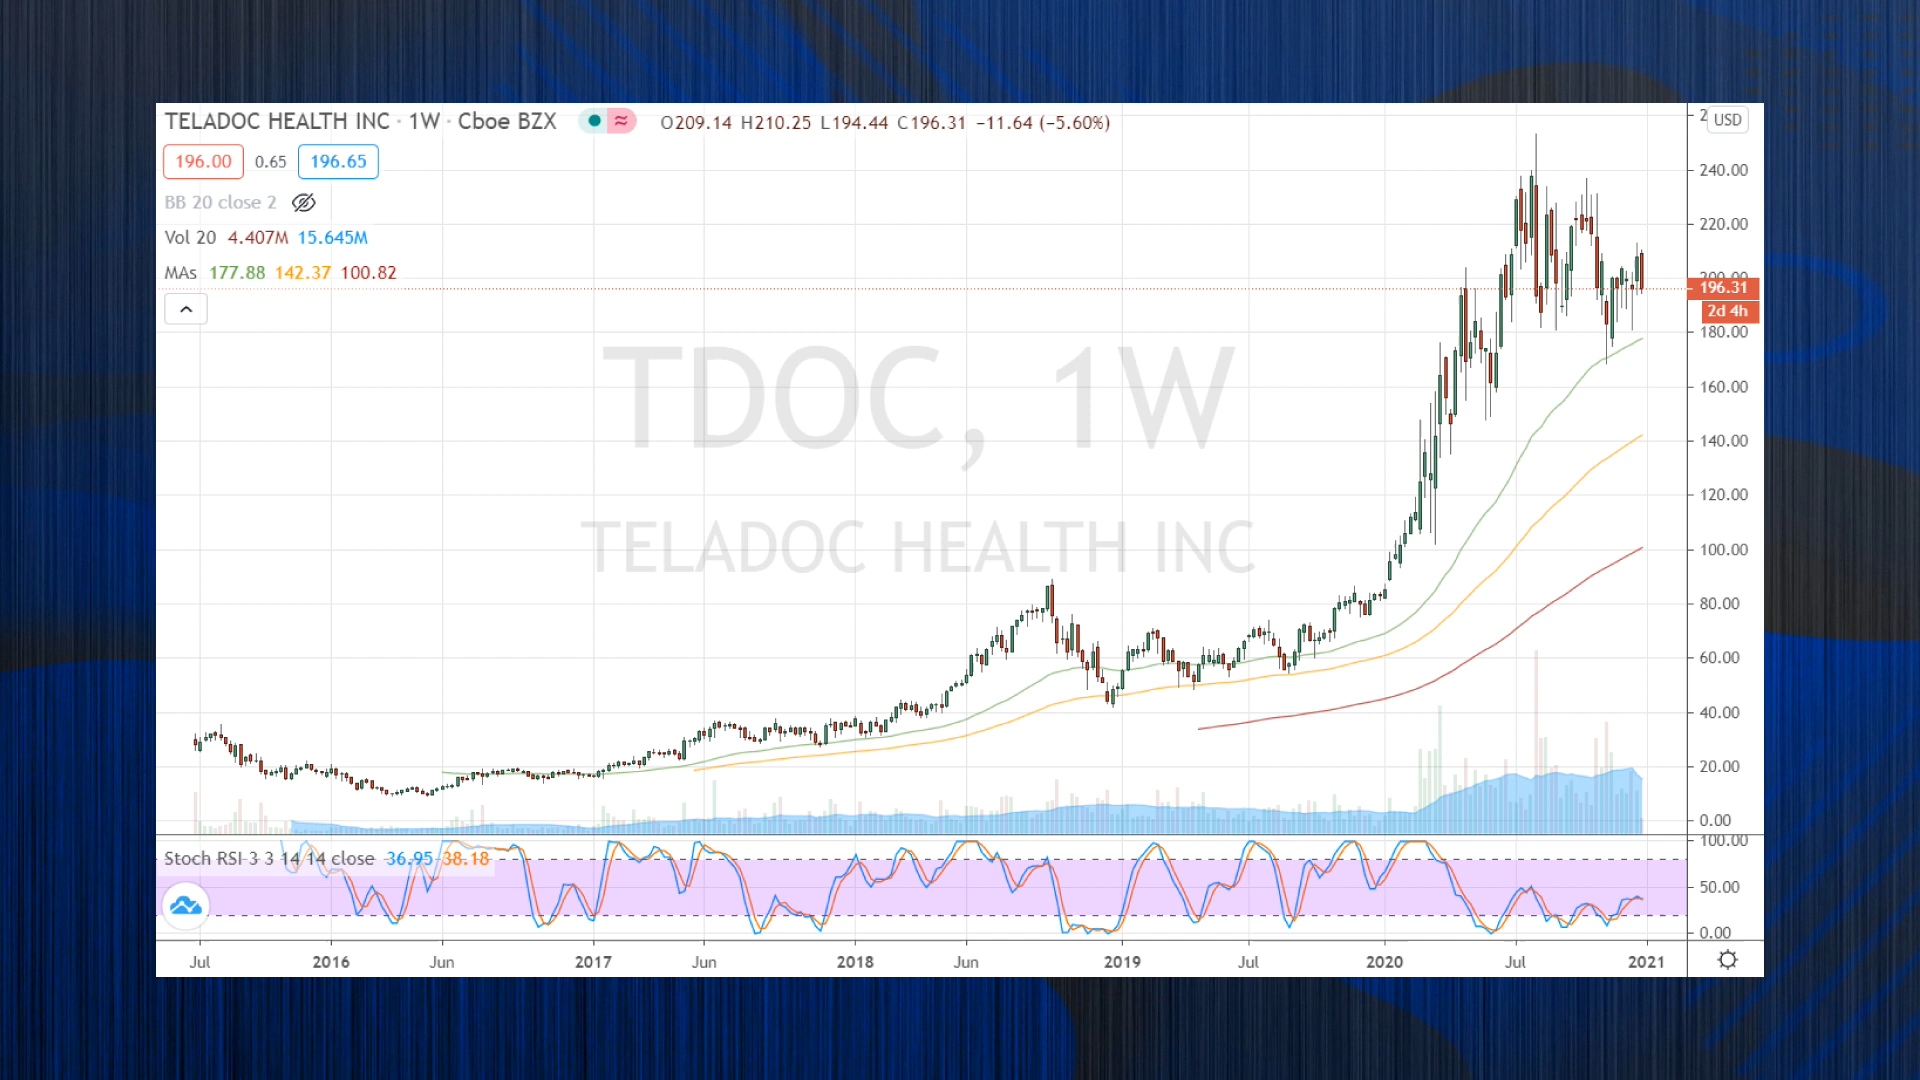 TELADOC HEALTH INC · 1W · Cboe BZX O209.14 H210.25 L194.44 C196.31 −11.64 (−5.60%)
USD
196.00 0.65 196.65
BB 20 close 2
Vol 20 4.407M 15.645M
MAs 177.88 142.37 100.82
240.00
220.00
200.00
196.31
2d 4h
180.00
160.00
140.00
120.00
100.00
80.00
60.00
40.00
20.00
0.00
TDOC, 1W
TELADOC HEALTH INC
Stoch RSI 3 3 14 14 close 36.95 38.18
100.00
50.00
0.00
Jul 2016 Jun 2017 Jun 2018 Jun 2019 Jul 2020 Jul 2021